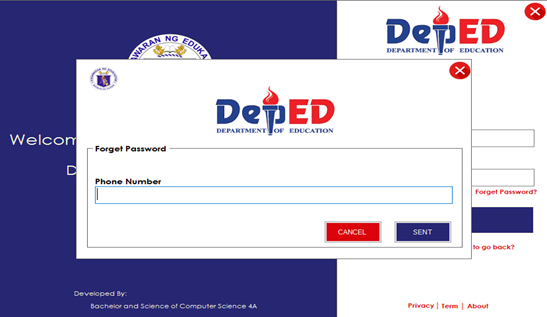 DepED
DEPARTMENT OF EDUCATION
AWARAN NG EDUKA
DepED
DEPARTMENT OF EDUCATION
Welcom
D
Forget Password
Phone Number
Forget Password?
CANCEL
SENT
to go back?
Developed By:
Bachelor and Science of Computer Science 4A
Privacy | Term | About